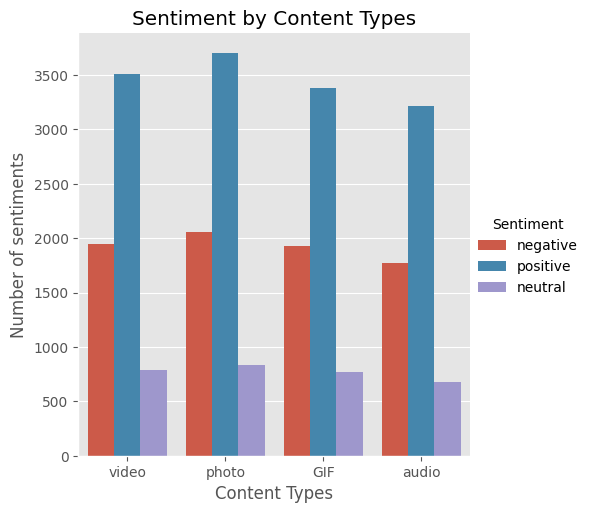 Sentiment by Content Types
Number of sentiments
3500
3000
2500
2000
1500
1000
500
0
video photo GIF audio
Content Types
Sentiment
negative
positive
neutral